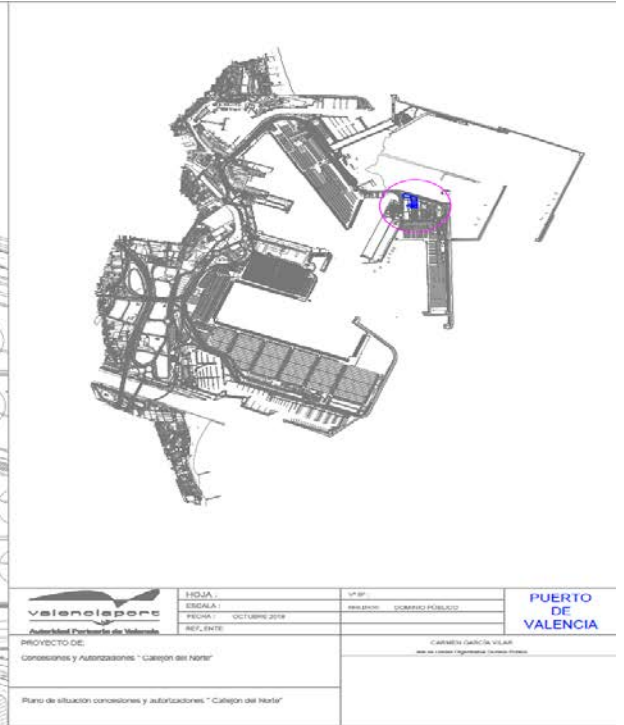 valenciaport
Autoridad Portuaria de Valencia
HOJA :
ESCALA :
FECHA : OCTUBRE 2019
REF. ENTE:
Vº Bº :
DOMINIO PÚBLICO
PUERTO
DE
VALENCIA
PROYECTO DE:
Concesiones y Autorizaciones " Callejón del Norte"
CARMEN GARCÍA VILAR
Plano de situación concesiones y autorizaciones " Callejón del Norte"